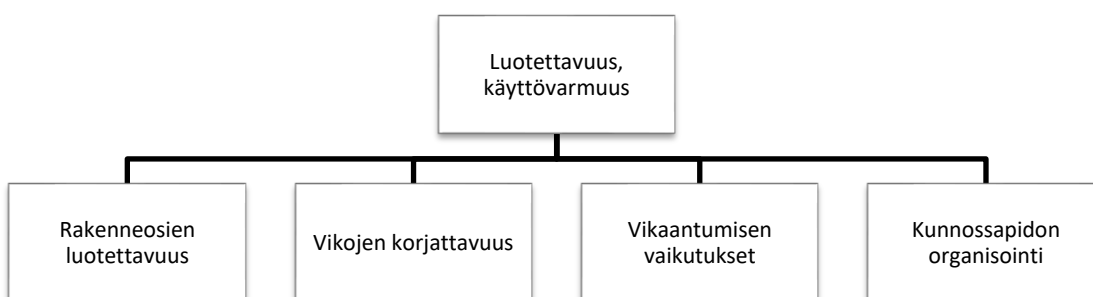 Luotettavuus,
käyttövarmuus
Rakenneosien
luotettavuus
Vikojen korjattavuus
Vikaantumisen
vaikutukset
Kunnossapidon
organisointi